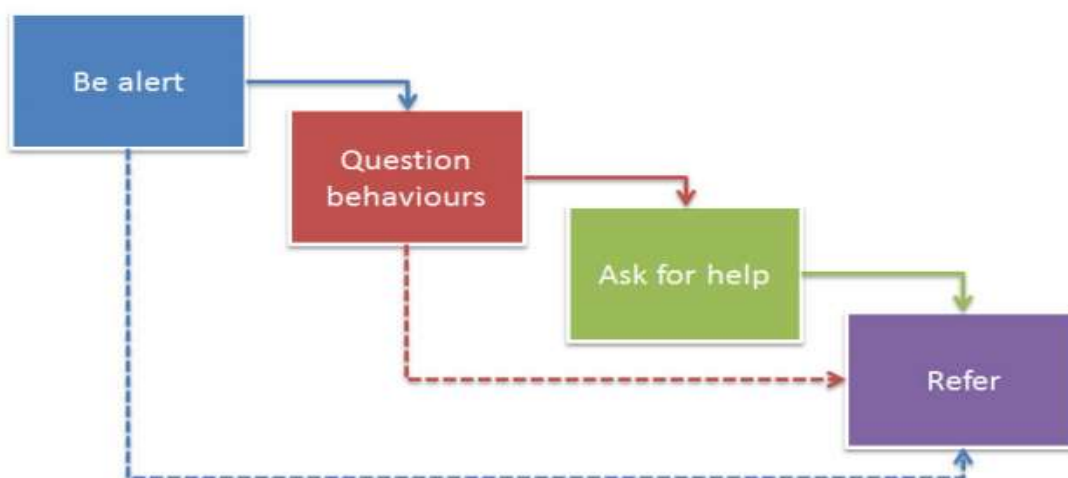 Be alert
Question
behaviours
Ask for help
Refer